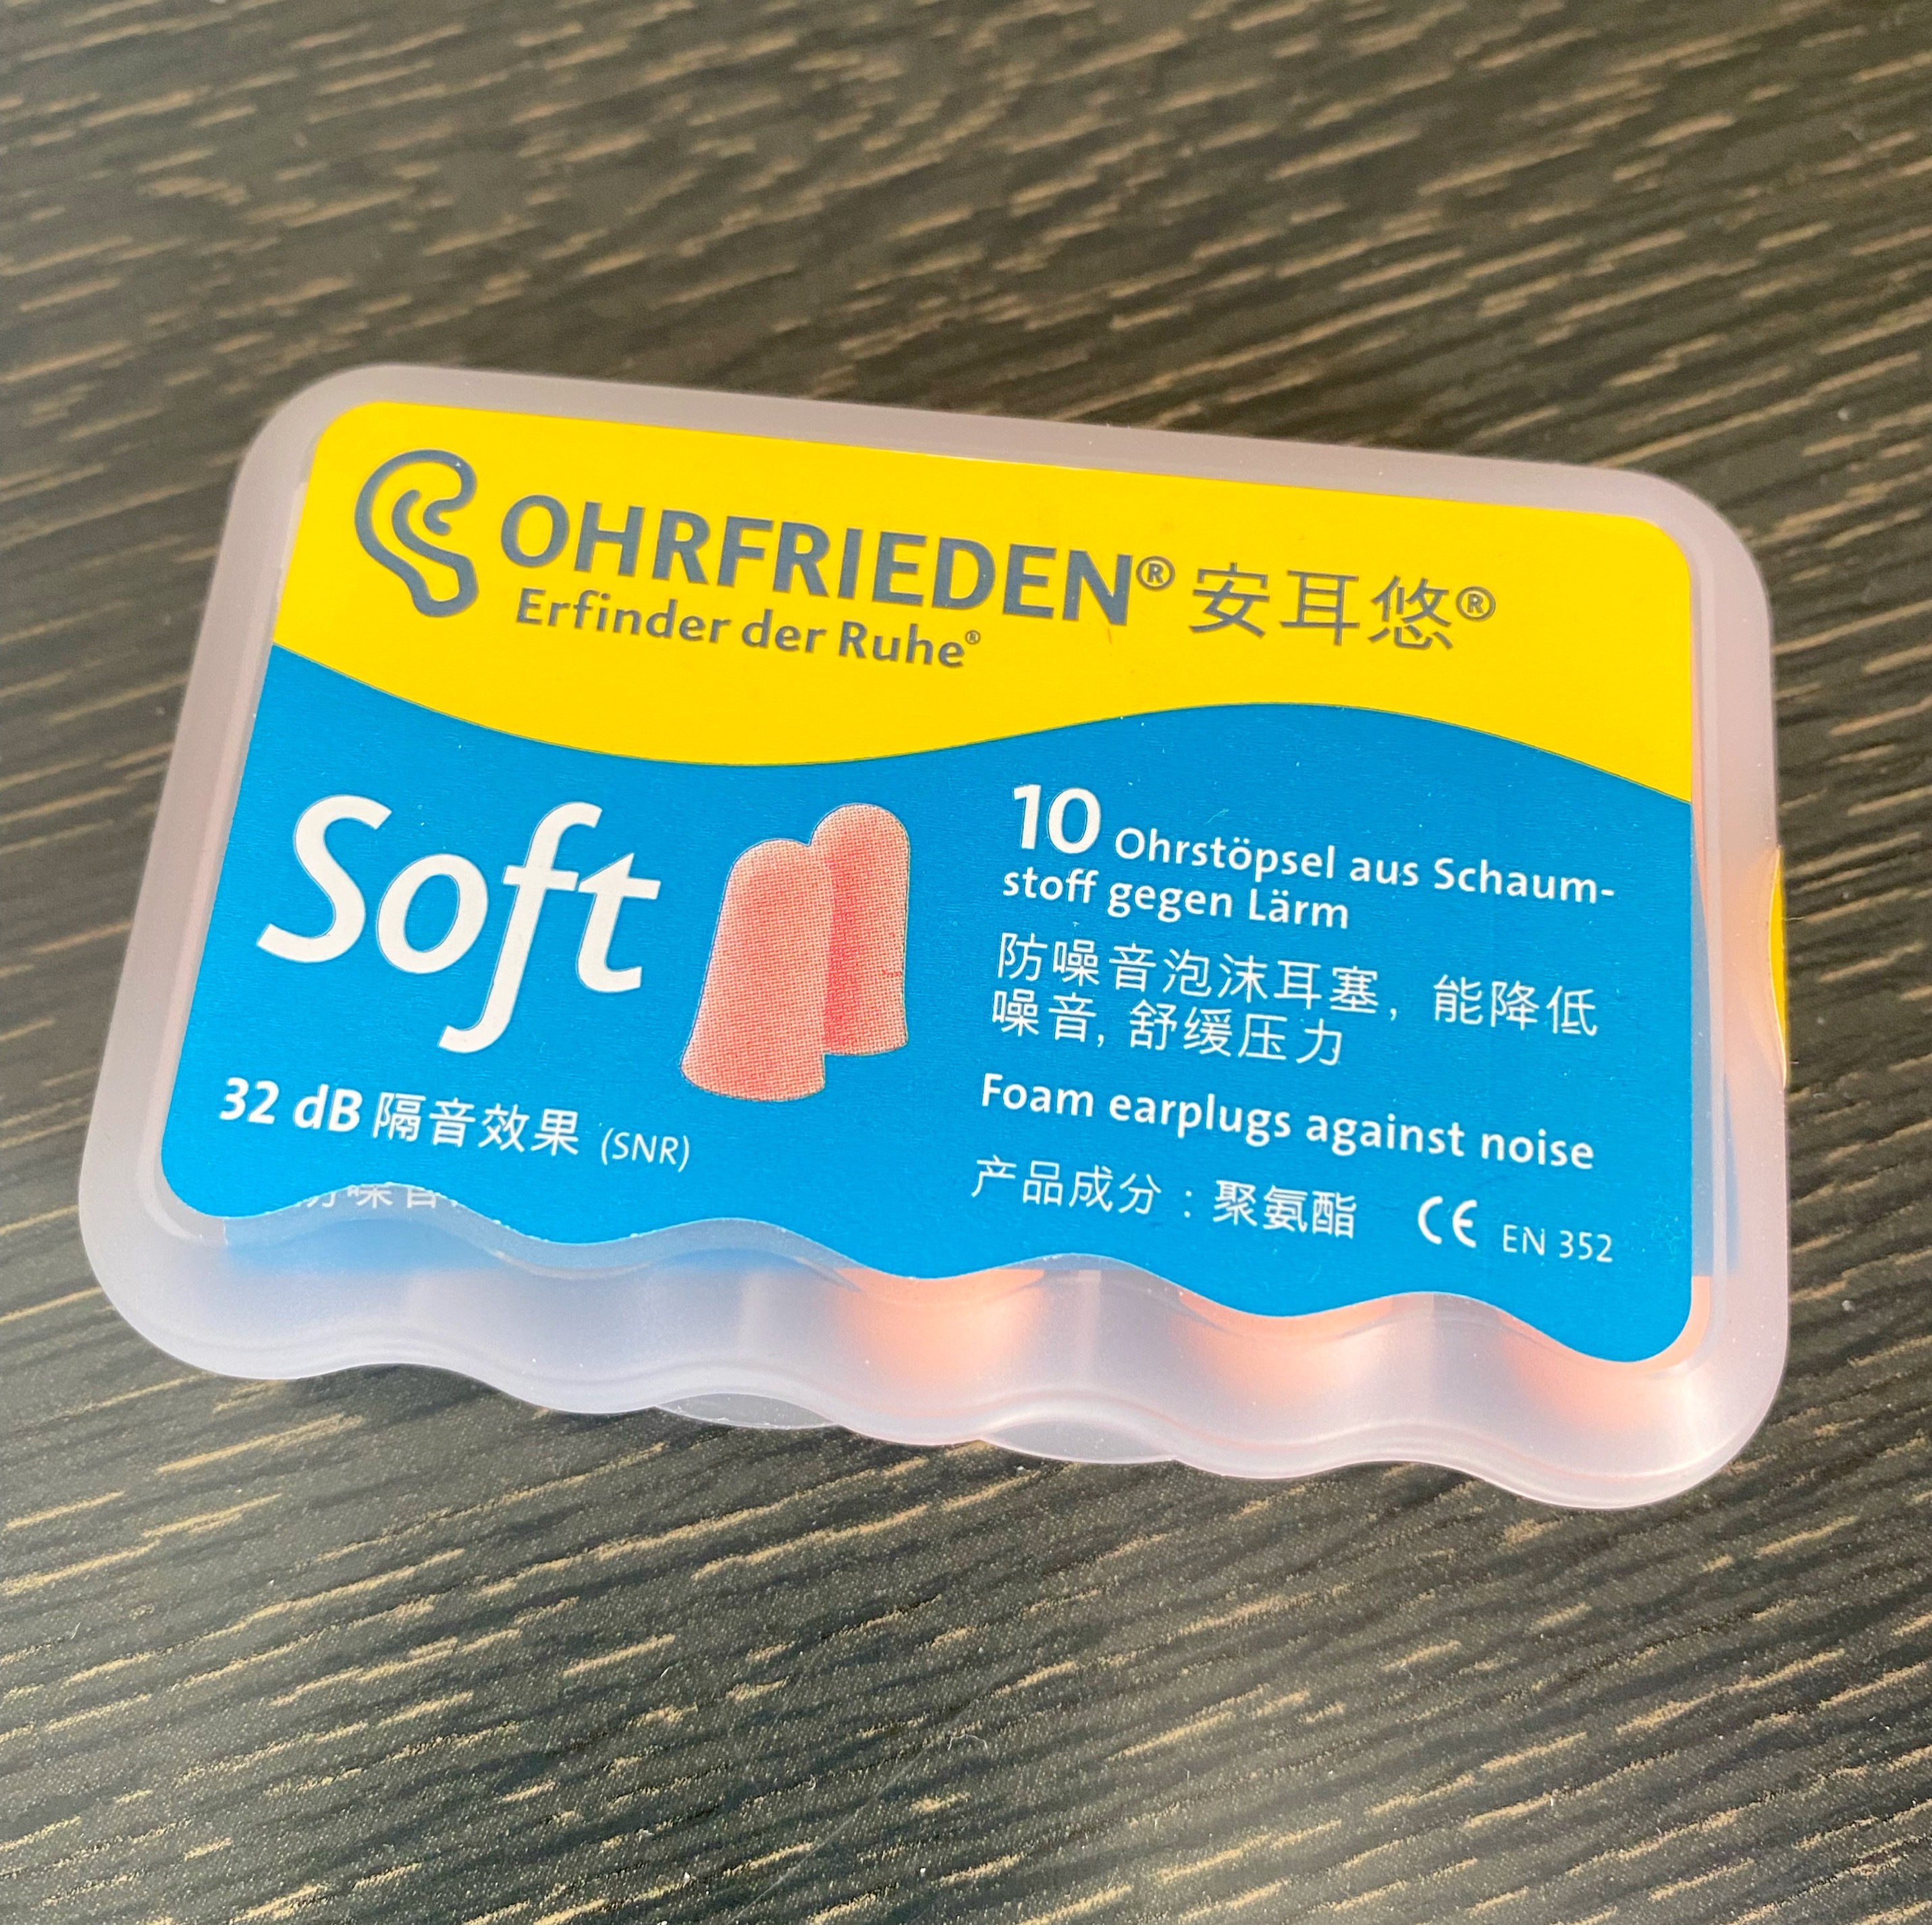 OHRFRIEDEN® 安耳悠®
Erfinder der Ruhe®
Soft
32 dB 隔音效果 (SNR)
10 Ohrstöpsel aus Schaum-
stoff gegen Lärm
防噪音泡沫耳塞，能降低
噪音, 舒缓压力
Foam earplugs against noise
产品成分：聚氨酯 CE EN 352